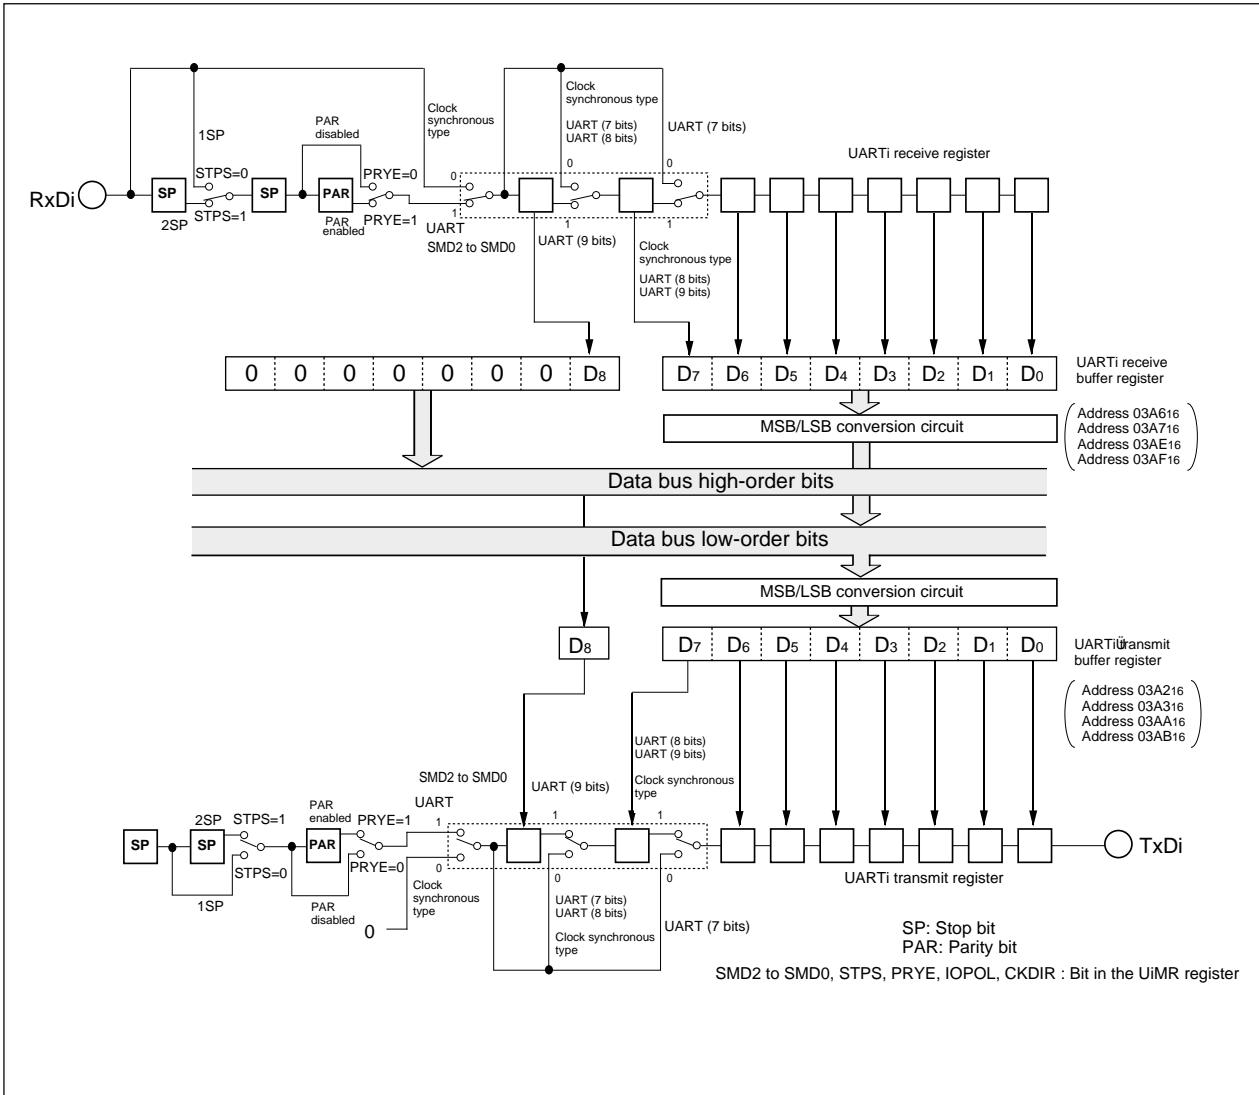 Clock
synchronous type
Clock
synchronous
type
PAR
disabled
1SP
UART (7 bits)
UART (8 bits)
UART (7 bits)
UARTi receive register
STPS=0
PRYE=0
0
0
0
RxDi
SP
SP
PAR
2SP
STPS=1
PAR
enabled
PRYE=1
1
UART
1
1
SMD2 to SMD0
UART (9 bits)
Clock
synchronous type
UART (8 bits)
UART (9 bits)
0 0 0 0 0 0 0 D8
D7 D6 D5 D4 D3 D2 D1 D0
UARTi receive
buffer register
MSB/LSB conversion circuit
Address 03A616
Address 03A716
Address 03AE16
Address 03AF16
Data bus high-order bits
Data bus low-order bits
MSB/LSB conversion circuit
D8
D7 D6 D5 D4 D3 D2 D1 D0
UARTiÜtransmit
buffer register
Address 03A216
Address 03A316
Address 03AA16
Address 03AB16
UART (8 bits)
UART (9 bits)
Clock synchronous
type
SMD2 to SMD0
UART (9 bits)
UART
PAR
enabled
2SP
STPS=1
PRYE=1
1
1
1
SP
SP
PAR
TxDi
STPS=0
PRYE=0
0
0
0
UARTi transmit register
1SP
PAR
disabled
Clock
synchronous
type
0
UART (7 bits)
UART (8 bits)
Clock synchronous
type
UART (7 bits)
SP: Stop bit
PAR: Parity bit
SMD2 to SMD0, STPS, PRYE, IOPOL, CKDIR : Bit in the UiMR register